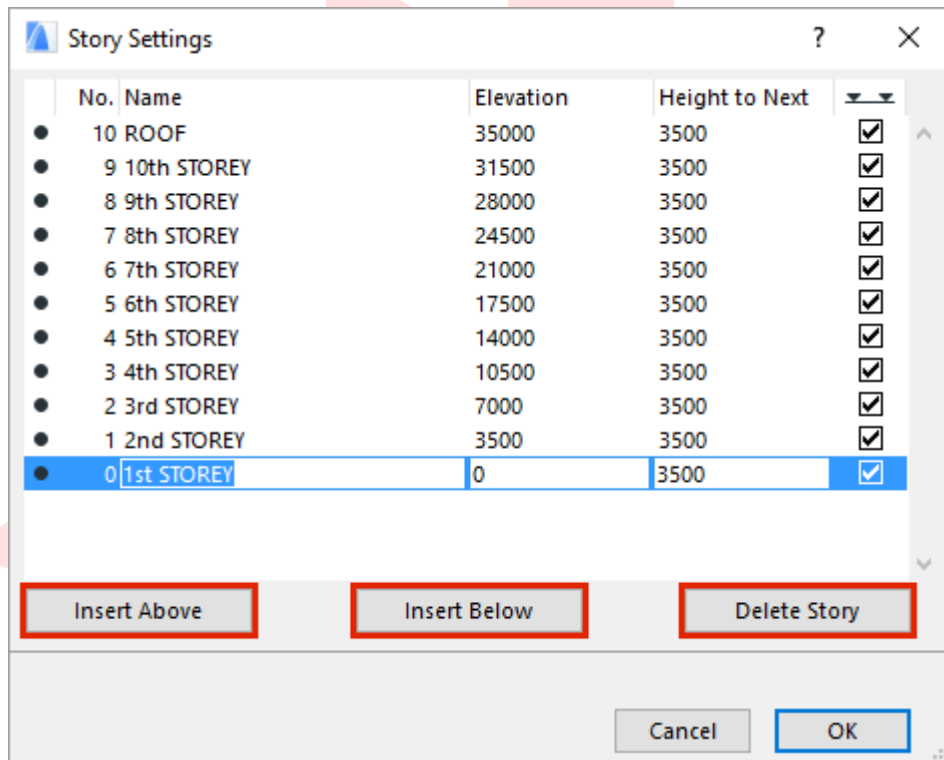 Story Settings ? ×
No. Name Elevation Height to Next
10 ROOF 35000 3500
9 10th STOREY 31500 3500
8 9th STOREY 28000 3500
7 8th STOREY 24500 3500
6 7th STOREY 21000 3500
5 6th STOREY 17500 3500
4 5th STOREY 14000 3500
3 4th STOREY 10500 3500
2 3rd STOREY 7000 3500
1 2nd STOREY 3500 3500
0 1st STOREY 0 3500
Insert Above Insert Below Delete Story
Cancel OK